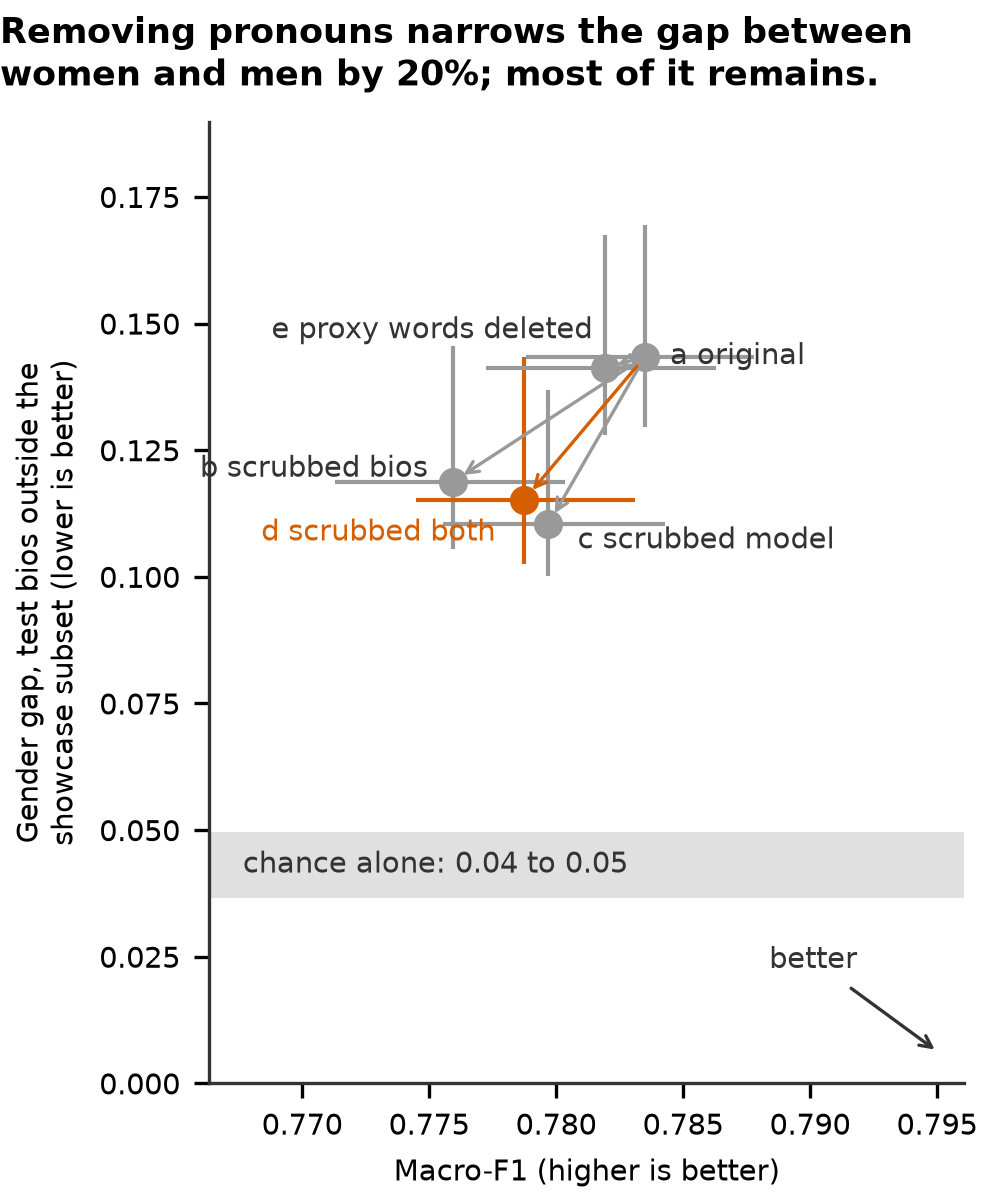 Removing pronouns narrows the gap between
women and men by 20%; most of it remains.
Gender gap, test bios outside the
showcase subset (lower is better)
0.175
0.150
0.125
0.100
0.075
0.050
0.025
0.000
e proxy words deleted
a original
b scrubbed bios
d scrubbed both
c scrubbed model
chance alone: 0.04 to 0.05
better
0.770
0.775
0.780
0.785
0.790
0.795
Macro-F1 (higher is better)